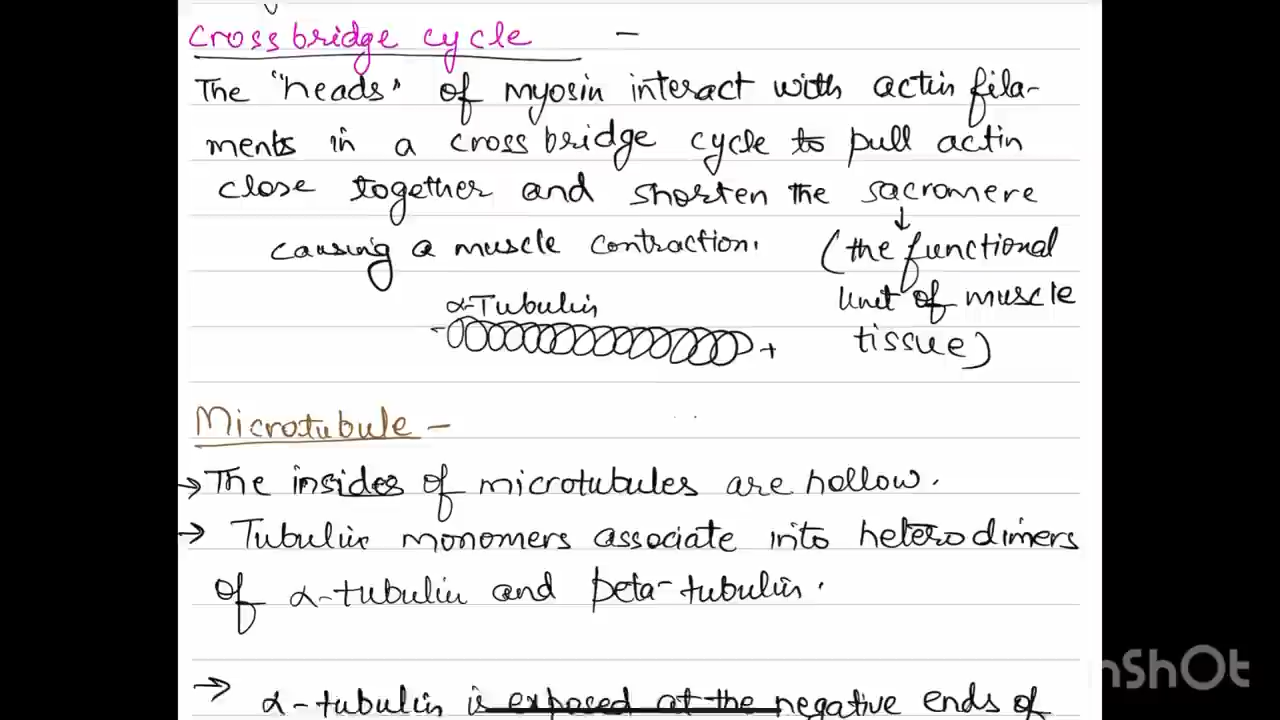 Cross bridge cycle –
The "heads" of myosin interact with actin fila-
ments in a cross bridge cycle to pull actin
close together and shorten the sacromere
causing a muscle contraction. (the functional
unit of muscle
tissue)
α-Tubulin
- +
Microtubule -
→ The insides of microtubules are hollow.
→ Tubulin monomers associate into heterodimers
of α-tubulin and beta-tubulin.
→ α-tubulin is exposed at the negative ends of
nShOt